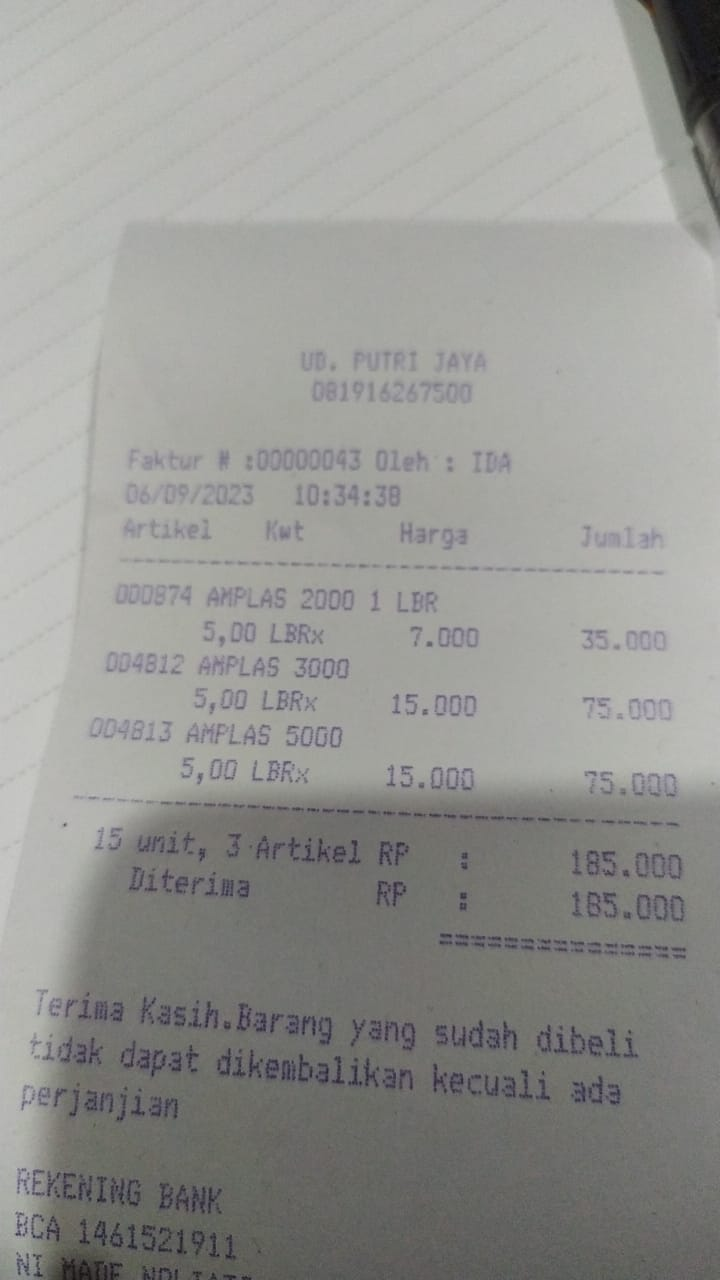 UD. PUTRI JAYA
081916267500
Faktur # :00000043 Oleh : IDA
06/09/2023 10:34:38
Artikel Kwt Harga Jumlah
000874 AMPLAS 2000 1 LBR
5,00 LBRx 7.000 35.000
004812 AMPLAS 3000
5,00 LBRx 15.000 75.000
004813 AMPLAS 5000
5,00 LBRx 15.000 75.000
15 unit, 3 Artikel RP : 185.000
Diterima RP : 185.000
Terima Kasih.Barang yang sudah dibeli
tidak dapat dikembalikan kecuali ada
perjanjian
REKENING BANK
BCA 1461521911
NI MADE